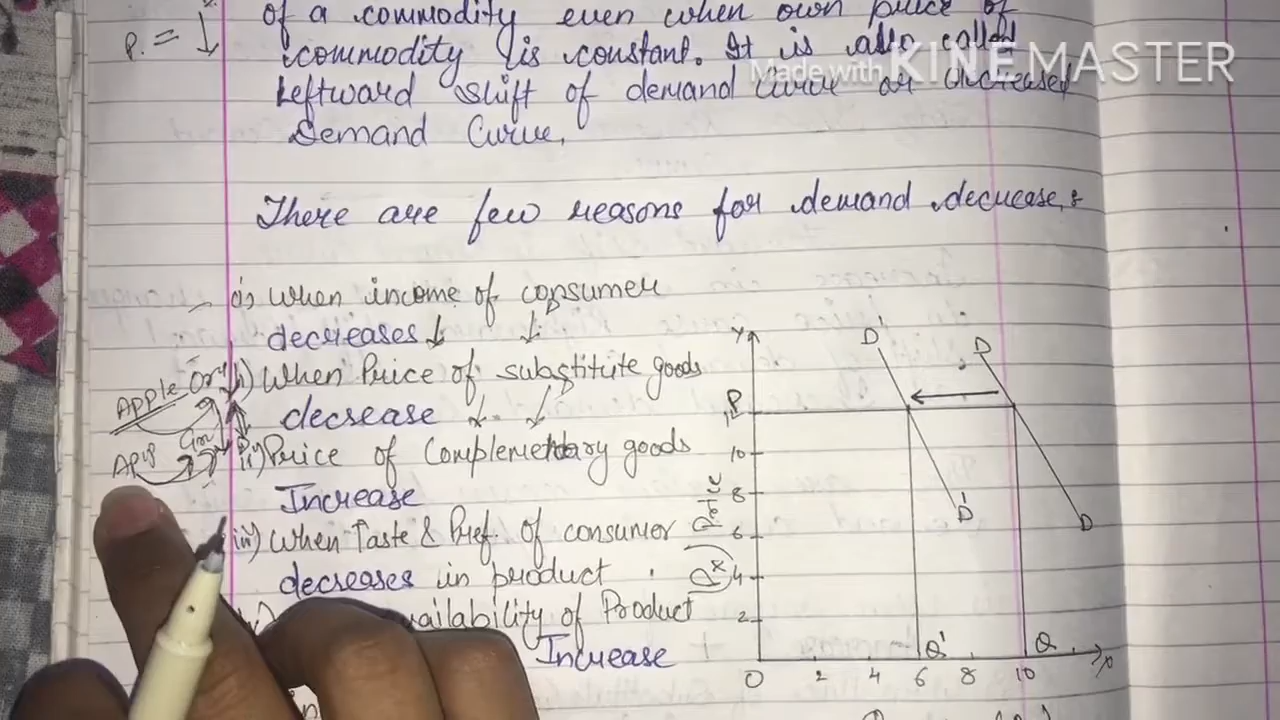 of a commodity even when own price of
P. = ↓ commodity is constant. It is also called
Made with KINEMASTER
Leftward shift of demand curve or decreased
Demand Curve.
There are few reasons for demand decrease:
i) When income of consumer
decreases ↓ ↓
Apple
ii) When Price of substitute goods
decrease ↓ ↓
ii) Price of Complementary goods
Increase
iii) When Taste & Pref. of consumer
decreases in product.
availability of Product
Increase
Y D' D
P
10
8
6
4
2
Price
(Px)
D' D
Q' Q
0 2 4 6 8 10 X